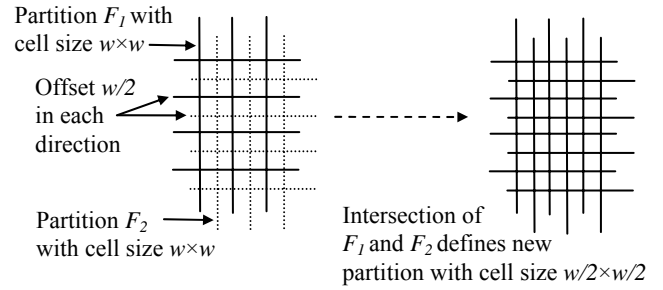 Partition F1 with
cell size w×w
Offset w/2
in each
direction
Partition F2
with cell size w×w
Intersection of
F1 and F2 defines new
partition with cell size w/2×w/2